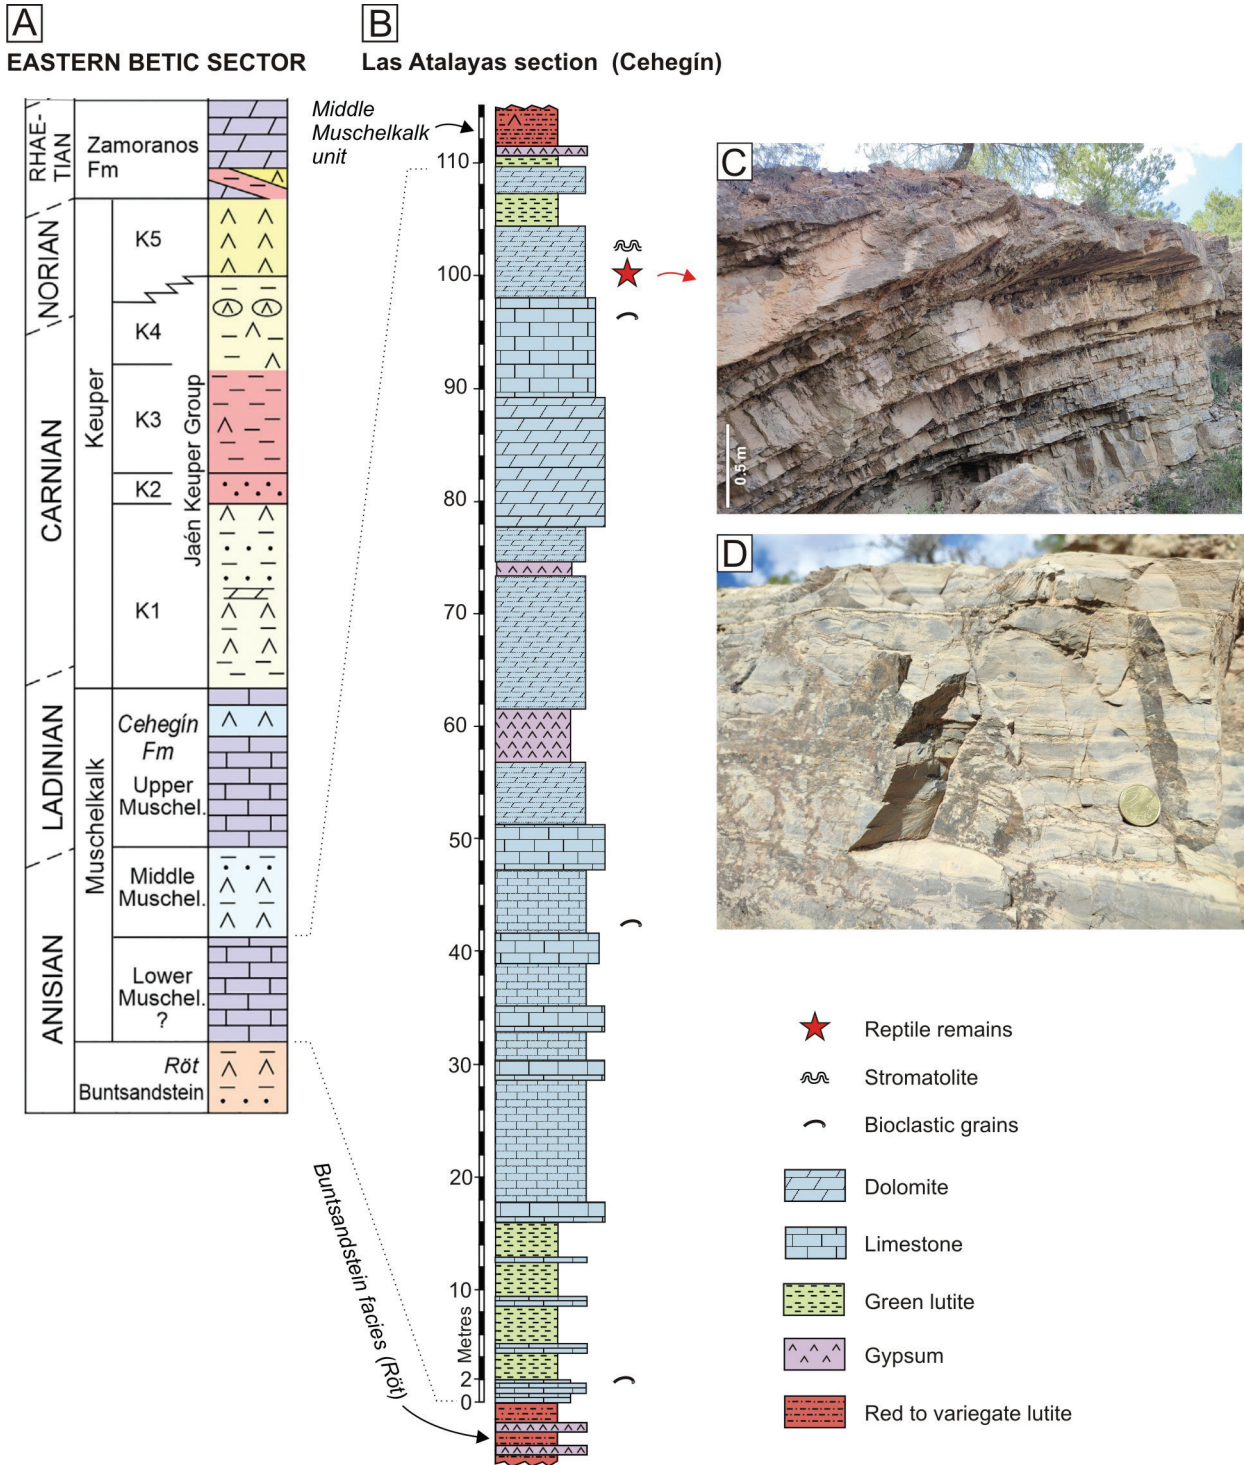 A
EASTERN BETIC SECTOR
RHAE-
TIAN
NORIAN
CARNIAN
LADINIAN
ANISIAN
Zamoranos
Fm
Keuper
K5
K4
K3
K2
K1
Jaén Keuper Group
Muschelkalk
Cehegín
Fm
Upper
Muschel.
Middle
Muschel.
Lower
Muschel.
?
Röt
Buntsandstein
B
Las Atalayas section (Cehegín)
Middle
Muschelkalk
unit
110
100
90
80
70
60
50
40
30
20
10
2
0
Metres
Buntsandstein facies (Röt)
C
0.5 m
D
Reptile remains
Stromatolite
Bioclastic grains
Dolomite
Limestone
Green lutite
Gypsum
Red to variegate lutite